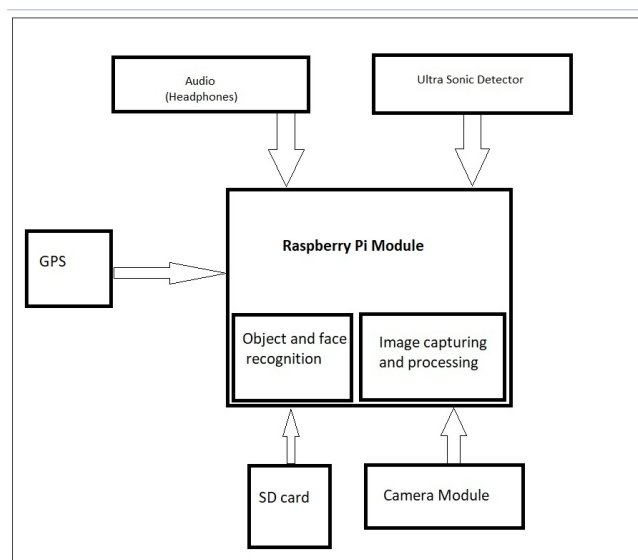 Audio
(Headphones)
Ultra Sonic Detector
Raspberry Pi Module
GPS
Object and face
recognition
Image capturing
and processing
SD card
Camera Module